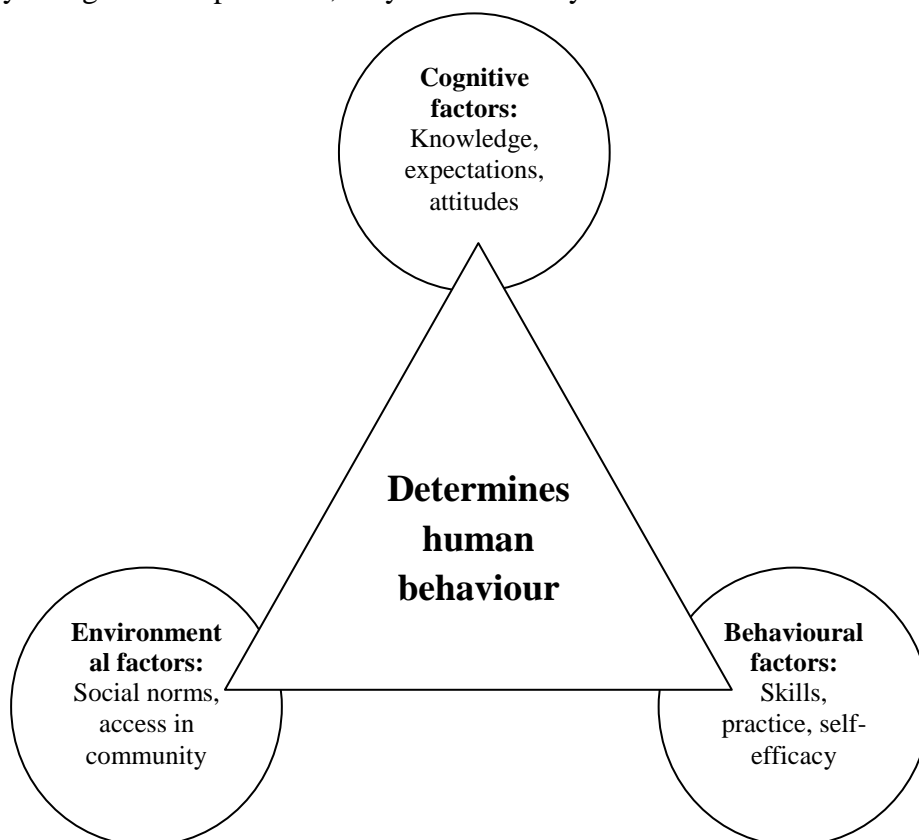 Cognitive
factors:
Knowledge,
expectations,
attitudes
Determines
human
behaviour
Environment
al factors:
Social norms,
access in
community
Behavioural
factors:
Skills,
practice, self-
efficacy